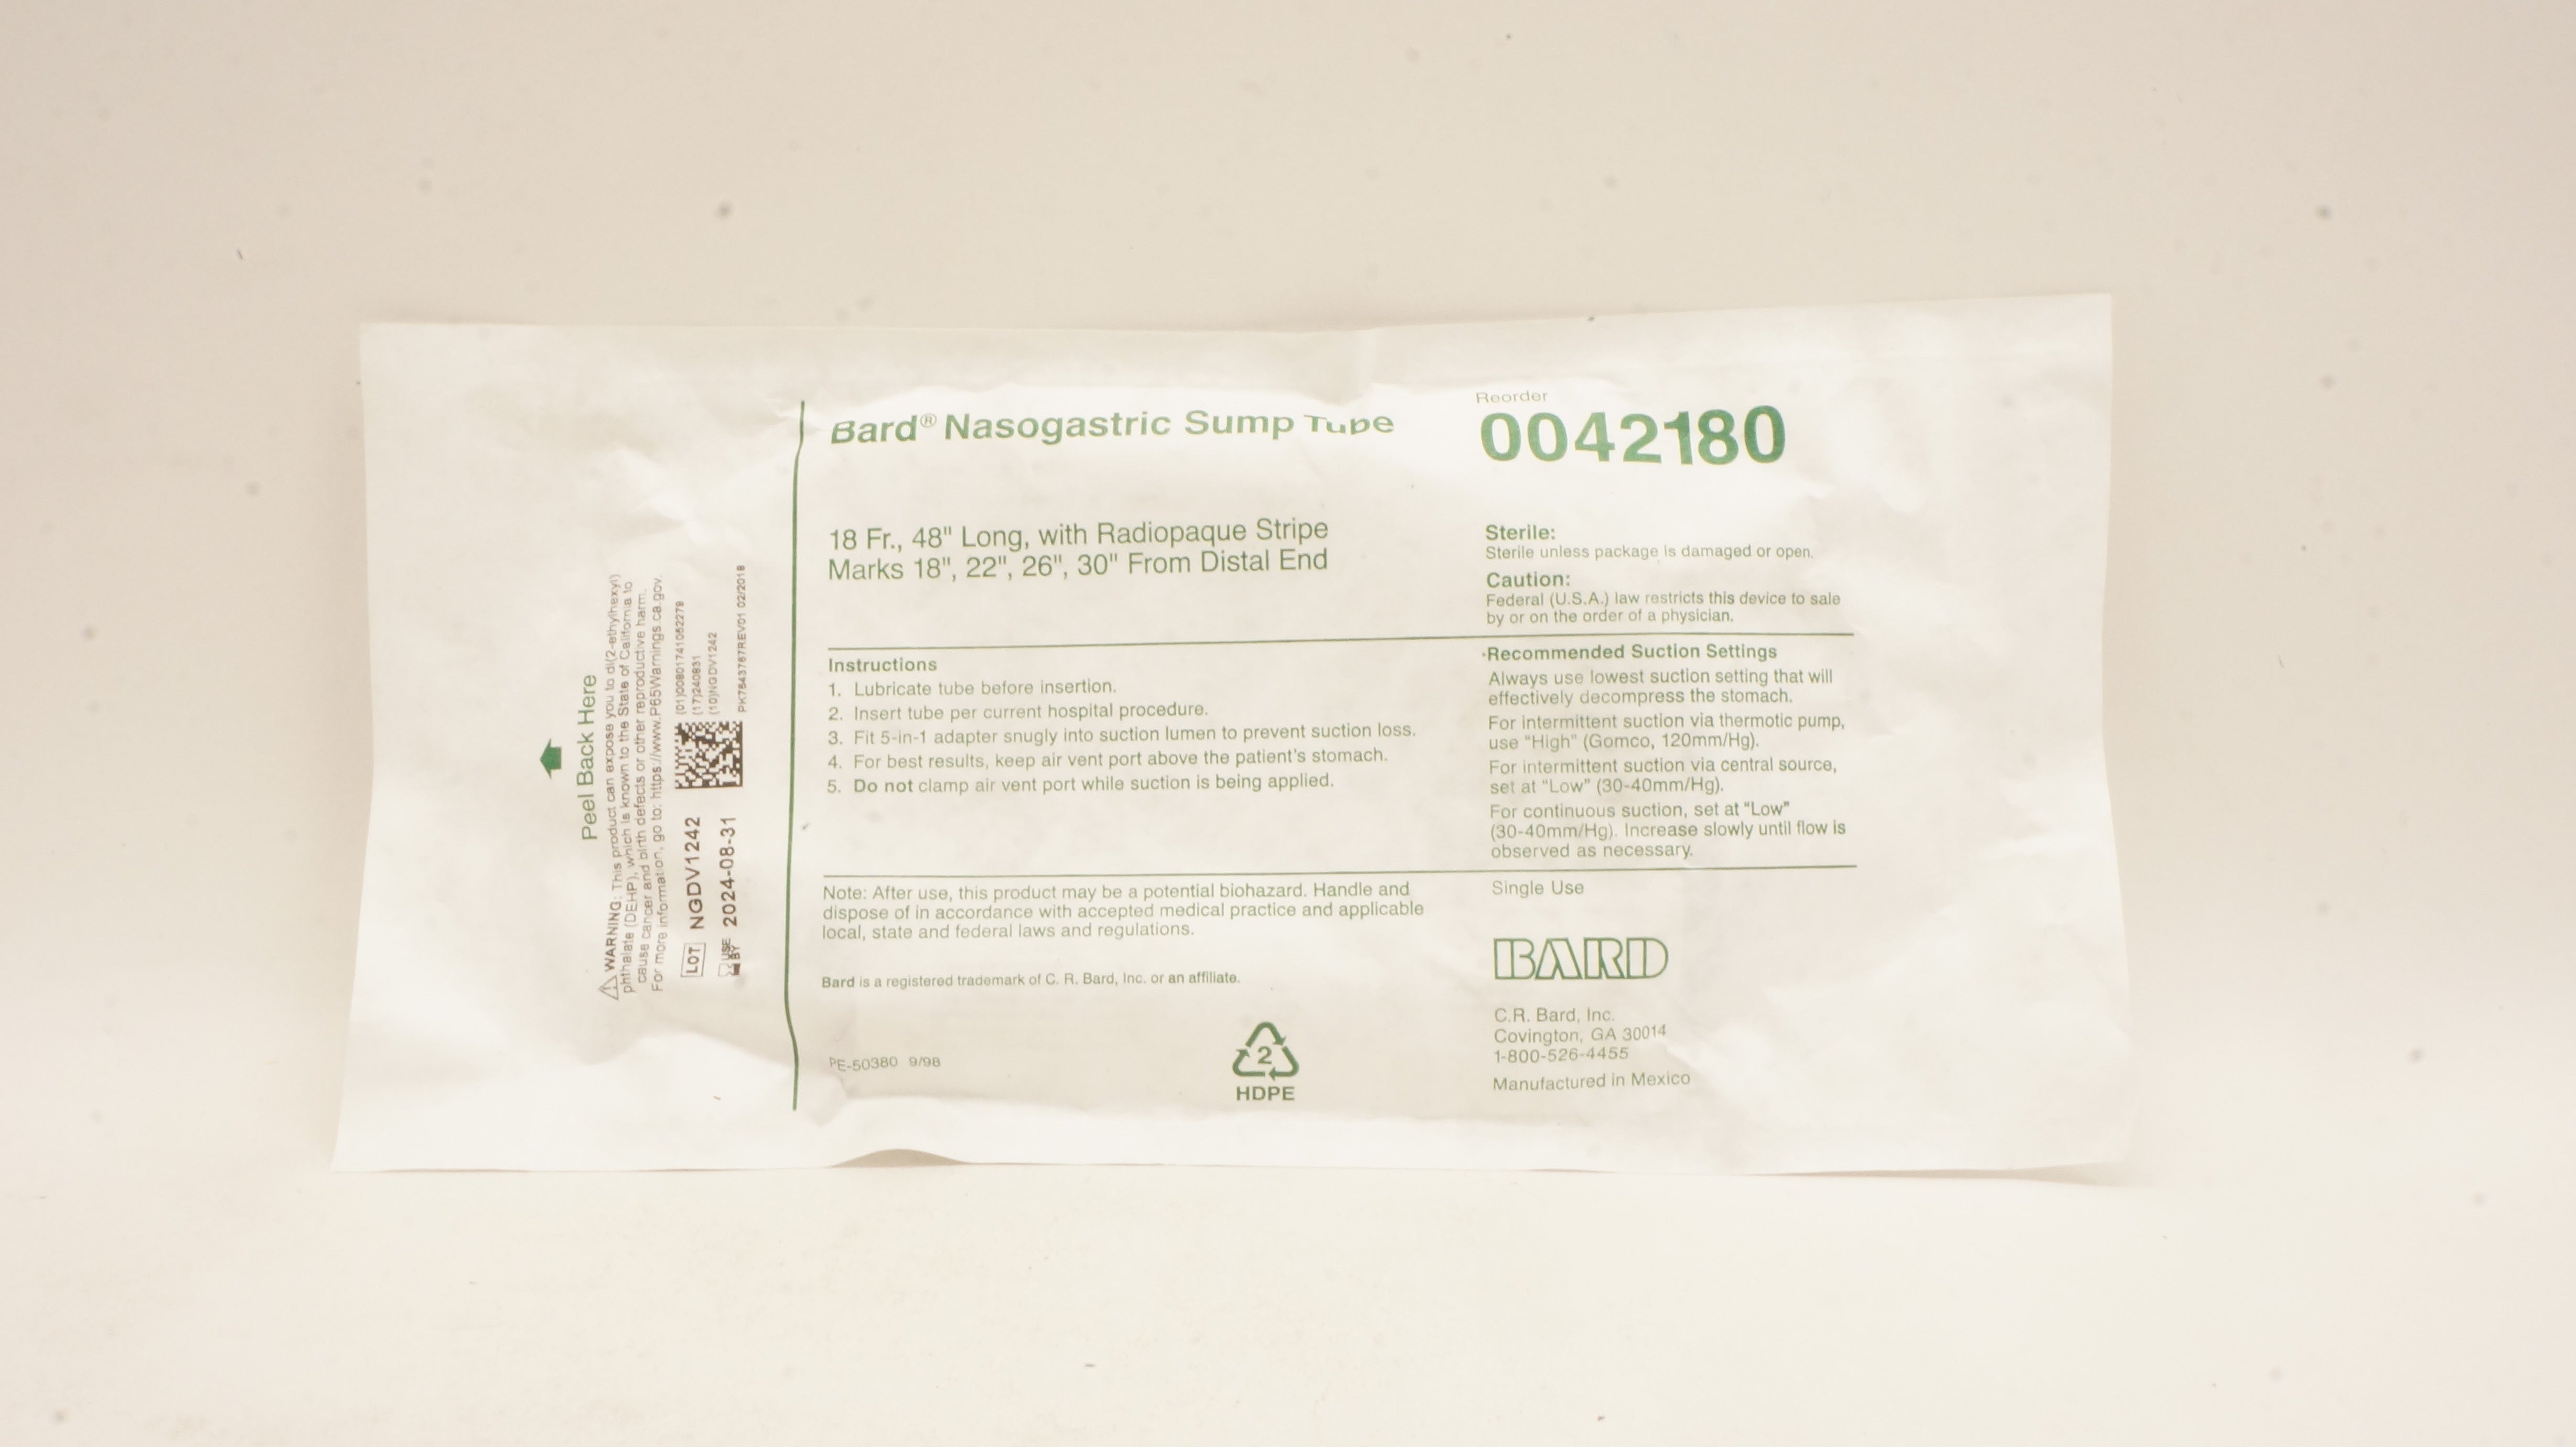 Peel Back Here
WARNING: This product can expose you to di(2-ethylhexyl)
phthalate (DEHP), which is known to the State of California to
cause cancer and birth defects or other reproductive harm.
For more information, go to: https://www.P65Warnings.ca.gov.
LOT NGDV1242
USE BY 2024-08-31
(01)00801741062279
(17)240831
(10)NGDV1242
PK7643767REV01 02/2018
Bard® Nasogastric Sump Tube
18 Fr., 48" Long, with Radiopaque Stripe
Marks 18", 22", 26", 30" From Distal End
Instructions
1. Lubricate tube before insertion.
2. Insert tube per current hospital procedure.
3. Fit 5-in-1 adapter snugly into suction lumen to prevent suction loss.
4. For best results, keep air vent port above the patient's stomach.
5. Do not clamp air vent port while suction is being applied.
Note: After use, this product may be a potential biohazard. Handle and
dispose of in accordance with accepted medical practice and applicable
local, state and federal laws and regulations.
Bard is a registered trademark of C. R. Bard, Inc. or an affiliate.
PE-50380 9/98
2
HDPE
Reorder
0042180
Sterile:
Sterile unless package is damaged or open.
Caution:
Federal (U.S.A.) law restricts this device to sale
by or on the order of a physician.
Recommended Suction Settings
Always use lowest suction setting that will
effectively decompress the stomach.
For intermittent suction via thermotic pump,
use "High" (Gomco, 120mm/Hg).
For intermittent suction via central source,
set at "Low" (30-40mm/Hg).
For continuous suction, set at "Low"
(30-40mm/Hg). Increase slowly until flow is
observed as necessary.
Single Use
BARD
C.R. Bard, Inc.
Covington, GA 30014
1-800-526-4455
Manufactured in Mexico